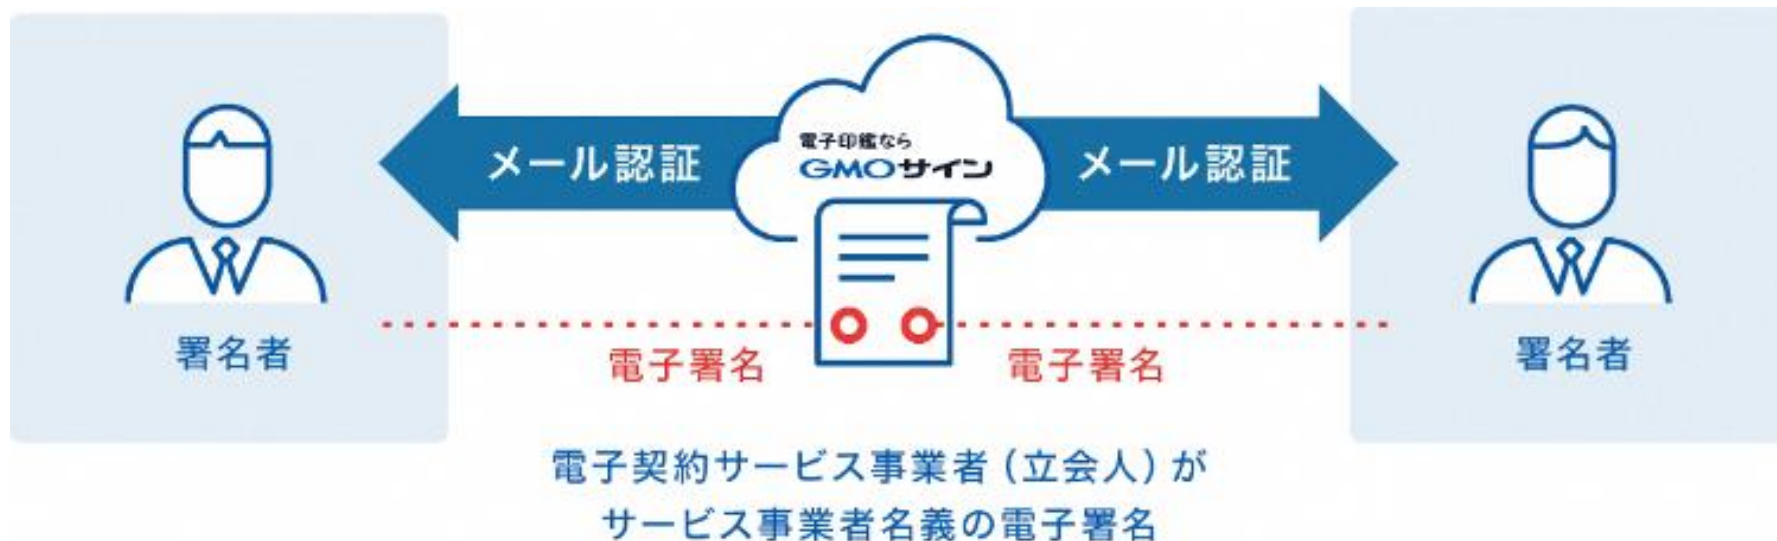 電子印鑑なら
GMOサイン
メール認証
メール認証
署名者
電子署名
電子署名
署名者
電子契約サービス事業者(立会人)が
サービス事業者名義の電子署名